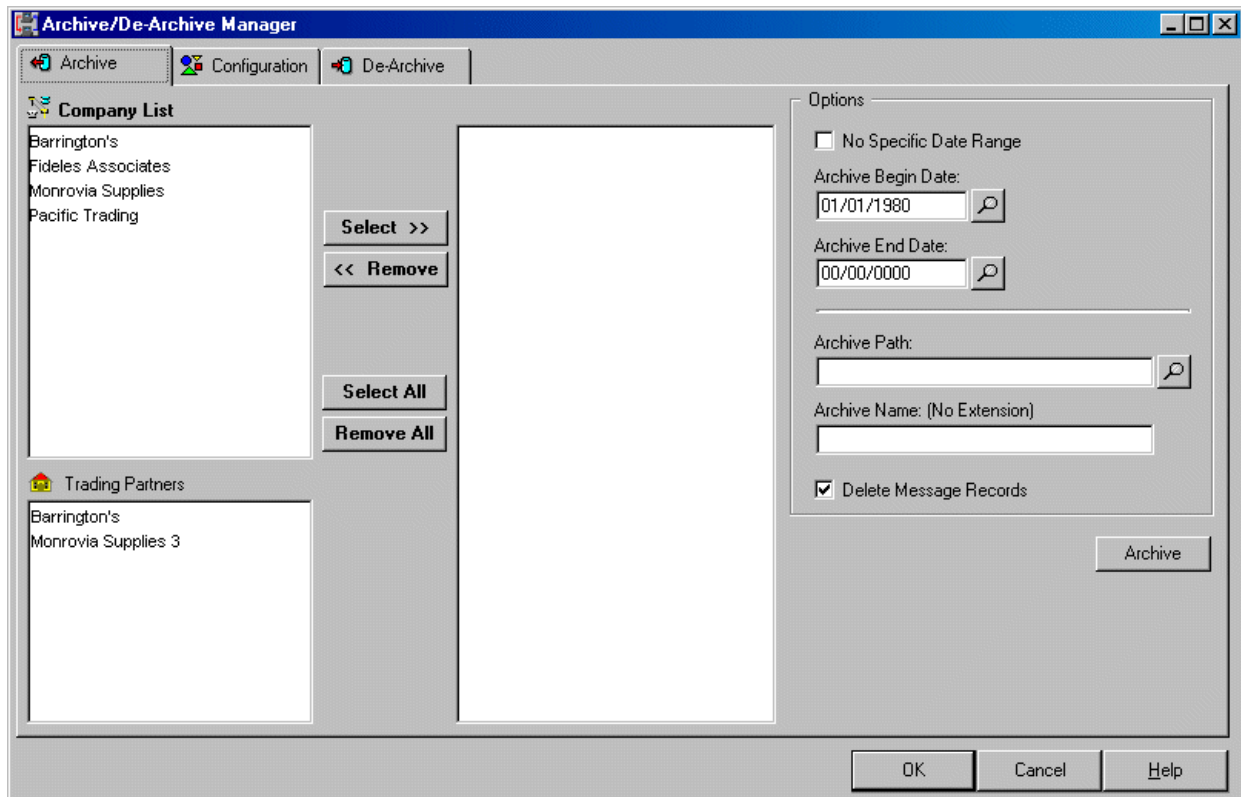 Archive/De-Archive Manager
Archive
Configuration
De-Archive
Company List
Barrington's
Fideles Associates
Monrovia Supplies
Pacific Trading
Select >>
<< Remove
Select All
Remove All
Trading Partners
Barrington's
Monrovia Supplies 3
Options
No Specific Date Range
Archive Begin Date:
01/01/1980
Archive End Date:
00/00/0000
Archive Path:
Archive Name: (No Extension)
Delete Message Records
Archive
OK
Cancel
Help